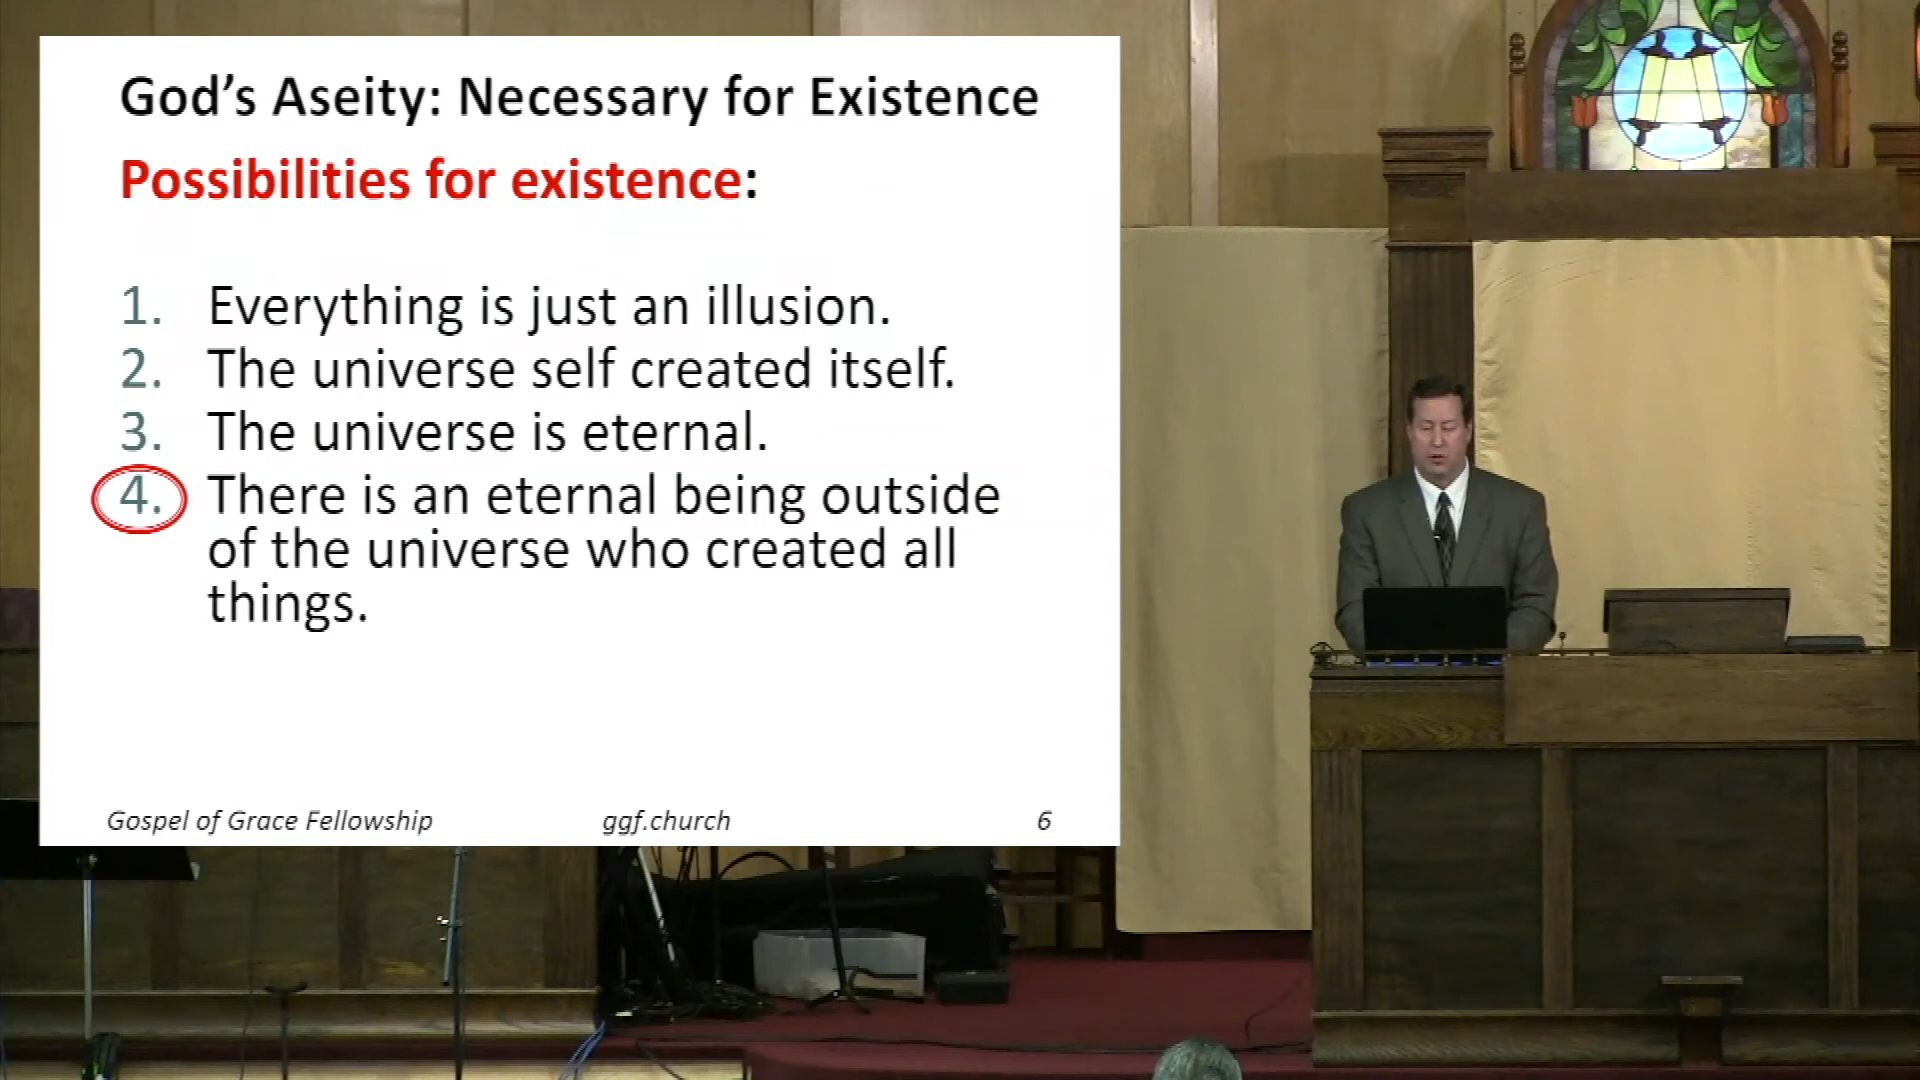 God’s Aseity: Necessary for Existence
Possibilities for existence:
1. Everything is just an illusion.
2. The universe self created itself.
3. The universe is eternal.
4. There is an eternal being outside
of the universe who created all
things.
Gospel of Grace Fellowship ggf.church 6